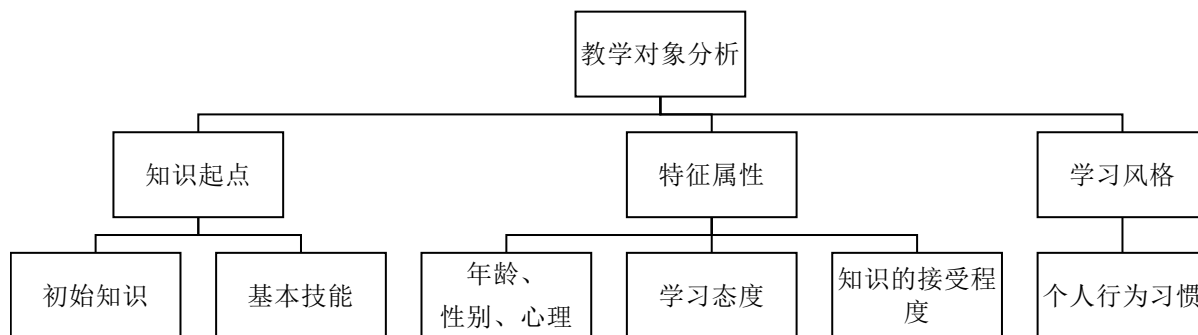 教学对象分析
知识起点
特征属性
学习风格
初始知识
基本技能
年龄、
性别、心理
学习态度
知识的接受程
度
个人行为习惯